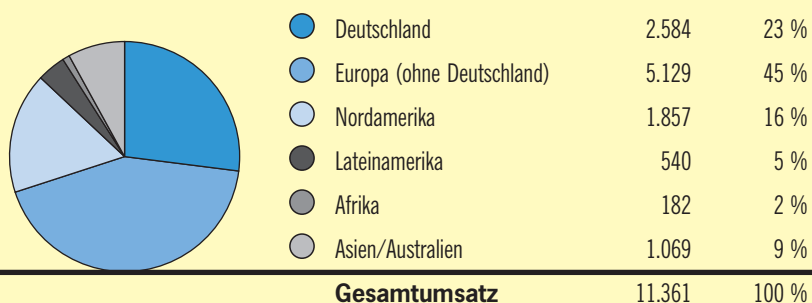 Deutschland 2.584 23 %
Europa (ohne Deutschland) 5.129 45 %
Nordamerika 1.857 16 %
Lateinamerika 540 5 %
Afrika 182 2 %
Asien/Australien 1.069 9 %
Gesamtumsatz 11.361 100 %